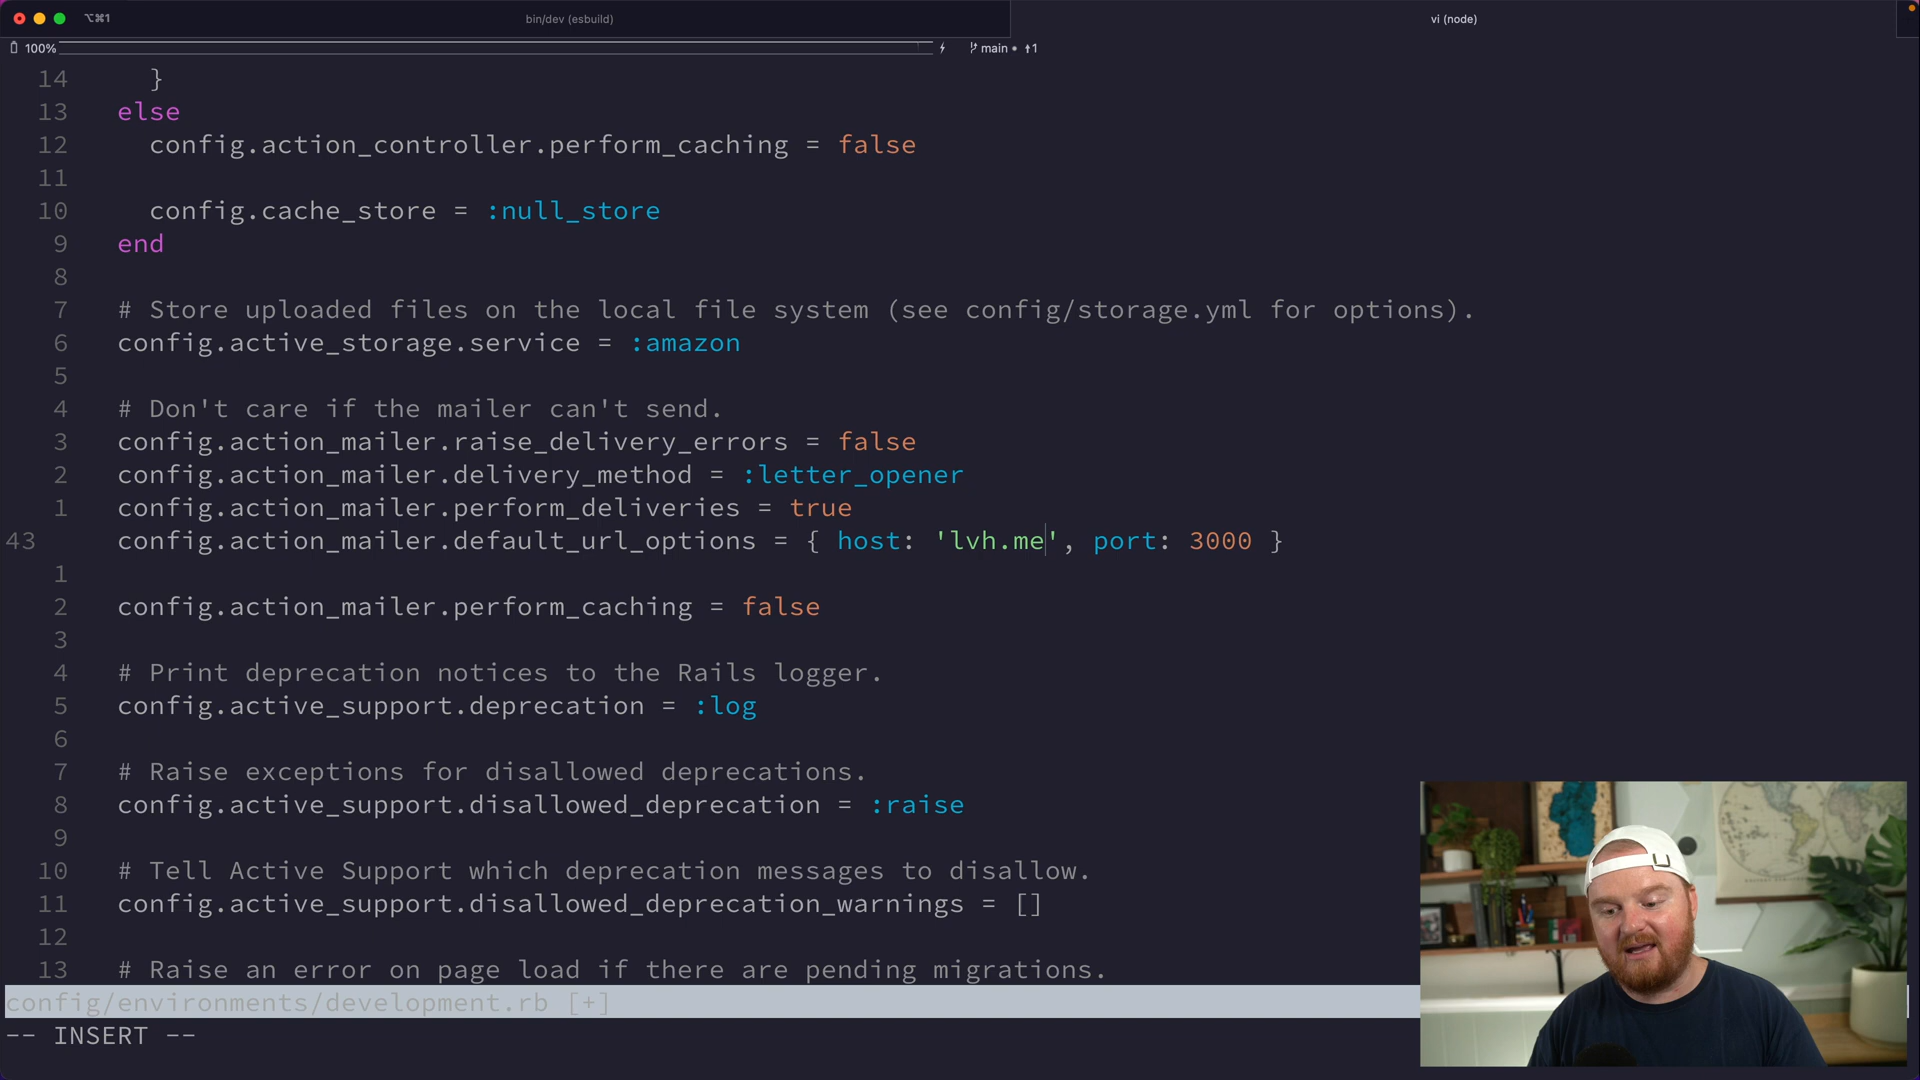 ⌥⌘1
bin/dev (esbuild)
vi (node)
100%
main • ↑1
14 }
13 else
12 config.action_controller.perform_caching = false
11
10 config.cache_store = :null_store
9 end
8
7 # Store uploaded files on the local file system (see config/storage.yml for options).
6 config.active_storage.service = :amazon
5
4 # Don't care if the mailer can't send.
3 config.action_mailer.raise_delivery_errors = false
2 config.action_mailer.delivery_method = :letter_opener
1 config.action_mailer.perform_deliveries = true
43 config.action_mailer.default_url_options = { host: 'lvh.me', port: 3000 }
1
2 config.action_mailer.perform_caching = false
3
4 # Print deprecation notices to the Rails logger.
5 config.active_support.deprecation = :log
6
7 # Raise exceptions for disallowed deprecations.
8 config.active_support.disallowed_deprecation = :raise
9
10 # Tell Active Support which deprecation messages to disallow.
11 config.active_support.disallowed_deprecation_warnings = []
12
13 # Raise an error on page load if there are pending migrations.
config/environments/development.rb [+]
-- INSERT --